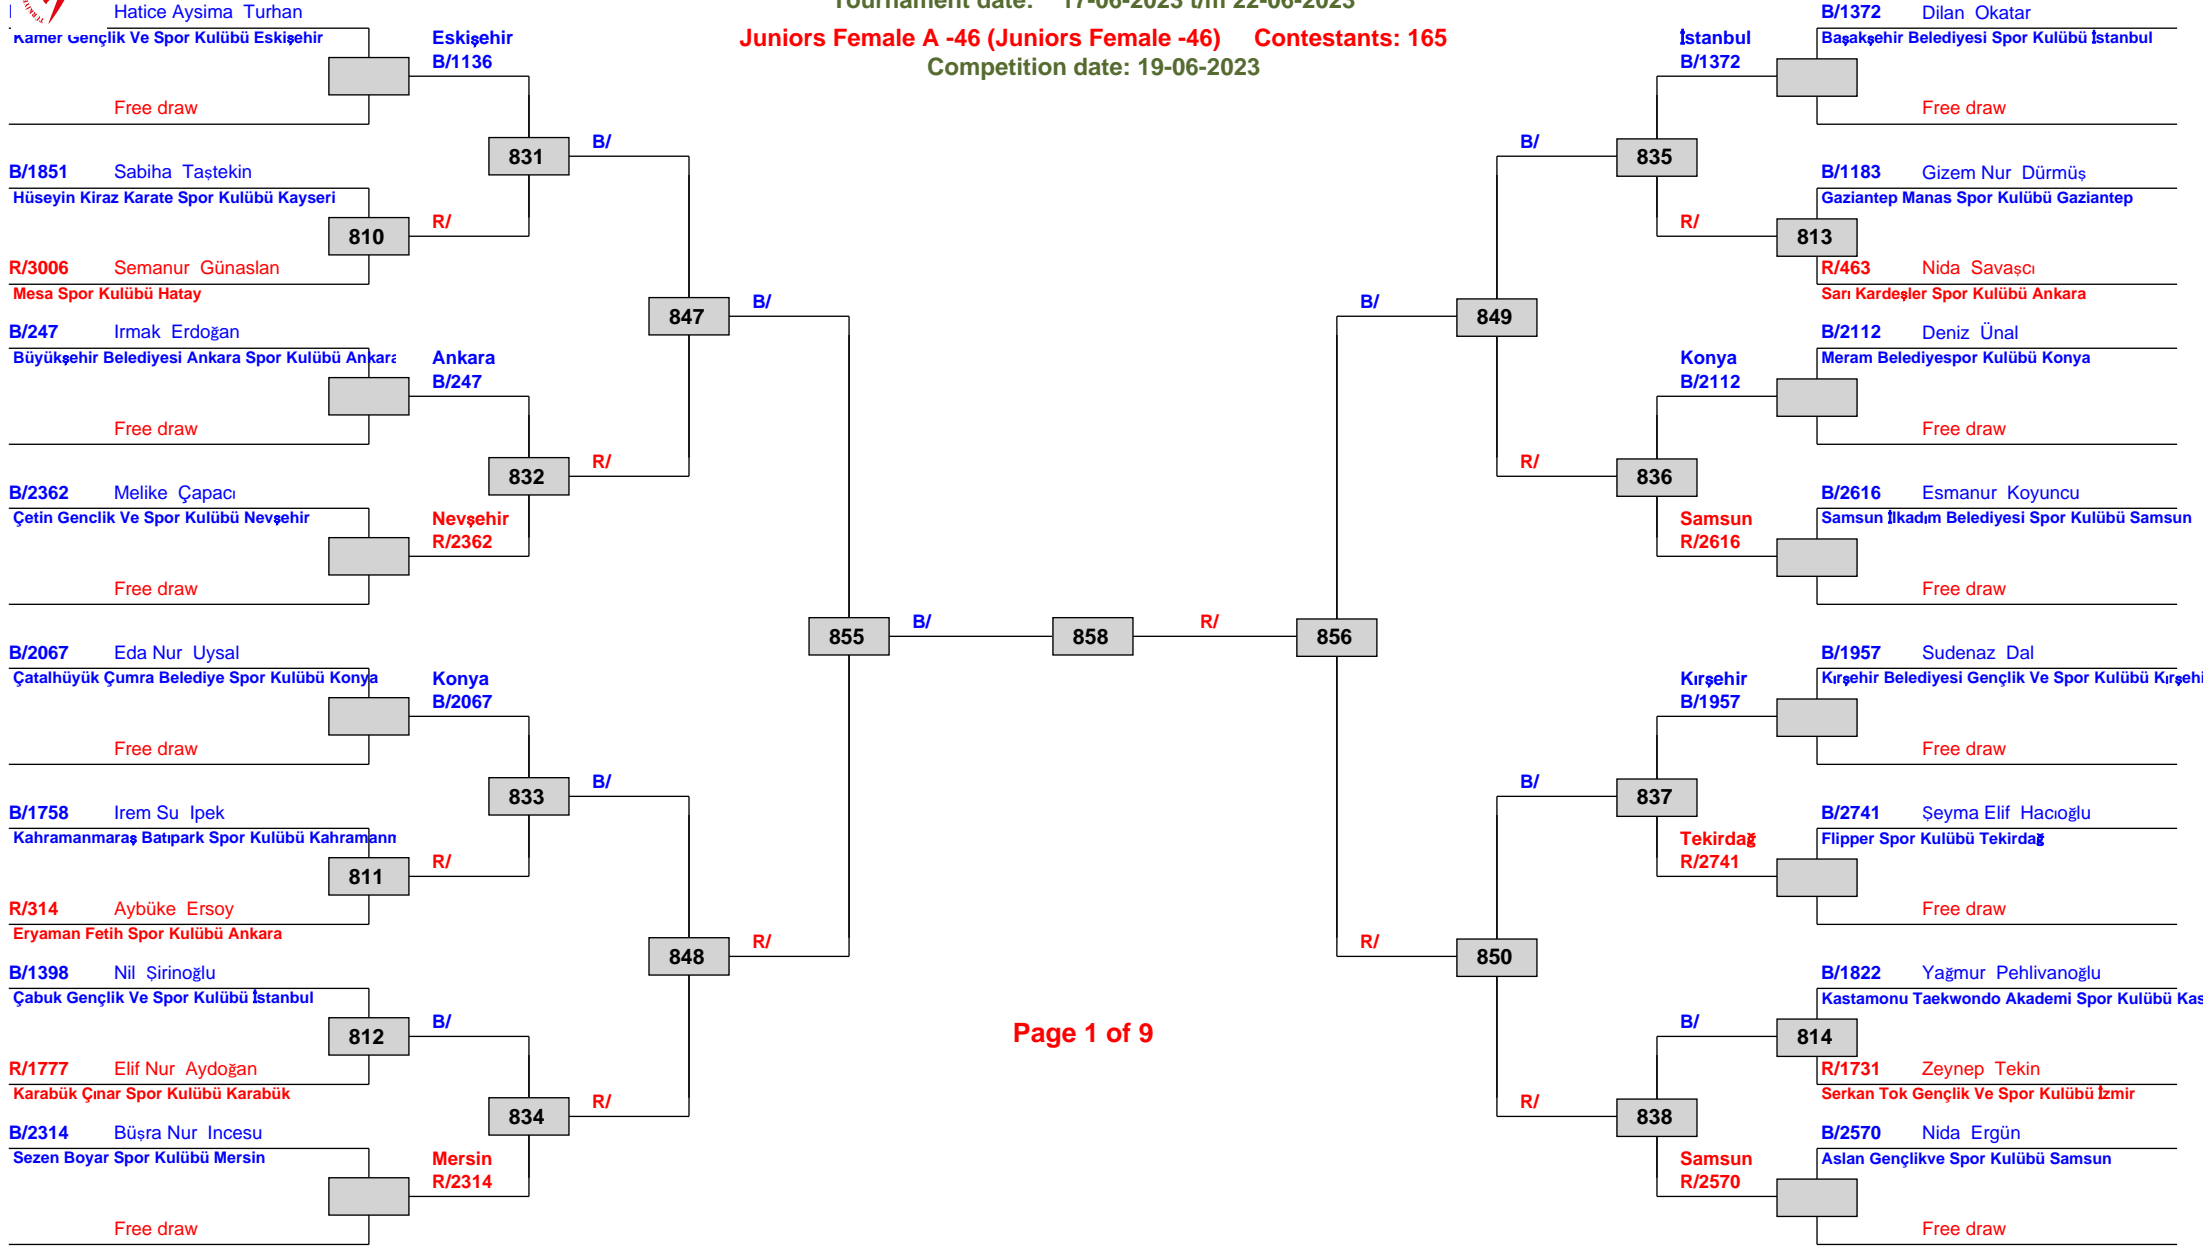 Tournament date: 17-06-2023 t/m 22-06-2023
Juniors Female A -46 (Juniors Female -46) Contestants: 165
Competition date: 19-06-2023
Hatice Aysima Turhan
Kamer Gençlik Ve Spor Kulübü Eskişehir
Eskişehir
B/1136
Free draw
831
B/
B/1851 Sabiha Taştekin
Hüseyin Kiraz Karate Spor Kulübü Kayseri
810
R/
R/3006 Semanur Günaslan
Mesa Spor Kulübü Hatay
847
B/
B/247 Irmak Erdoğan
Büyükşehir Belediyesi Ankara Spor Kulübü Ankara
Ankara
B/247
Free draw
832
R/
B/2362 Melike Çapacı
Çetin Genclik Ve Spor Kulübü Nevşehir
Nevşehir
R/2362
Free draw
855
B/
858
B/2067 Eda Nur Uysal
Çatalhüyük Çumra Belediye Spor Kulübü Konya
Konya
B/2067
Free draw
833
B/
B/1758 Irem Su Ipek
Kahramanmaraş Batıpark Spor Kulübü Kahramanm
811
R/
R/314 Aybüke Ersoy
Eryaman Fetih Spor Kulübü Ankara
848
R/
B/1398 Nil Şirinoğlu
Çabuk Gençlik Ve Spor Kulübü İstanbul
812
B/
R/1777 Elif Nur Aydoğan
Karabük Çınar Spor Kulübü Karabük
834
R/
B/2314 Büşra Nur Incesu
Sezen Boyar Spor Kulübü Mersin
Mersin
R/2314
Free draw
Page 1 of 9
B/1372 Dilan Okatar
Başakşehir Belediyesi Spor Kulübü İstanbul
İstanbul
B/1372
Free draw
B/
835
B/1183 Gizem Nur Dürmüş
Gaziantep Manas Spor Kulübü Gaziantep
R/
813
R/463 Nida Savaşcı
Sarı Kardeşler Spor Kulübü Ankara
B/
849
B/2112 Deniz Ünal
Meram Belediyespor Kulübü Konya
Konya
B/2112
Free draw
R/
836
B/2616 Esmanur Koyuncu
Samsun İlkadım Belediyesi Spor Kulübü Samsun
Samsun
R/2616
Free draw
R/
856
B/1957 Sudenaz Dal
Kırşehir Belediyesi Gençlik Ve Spor Kulübü Kırşehi
Kırşehir
B/1957
Free draw
B/
837
B/2741 Şeyma Elif Hacıoğlu
Flipper Spor Kulübü Tekirdağ
Tekirdağ
R/2741
Free draw
R/
850
B/1822 Yağmur Pehlivanoğlu
Kastamonu Taekwondo Akademi Spor Kulübü Kas
B/
814
R/1731 Zeynep Tekin
Serkan Tok Gençlik Ve Spor Kulübü İzmir
R/
838
B/2570 Nida Ergün
Aslan Gençlikve Spor Kulübü Samsun
Samsun
R/2570
Free draw